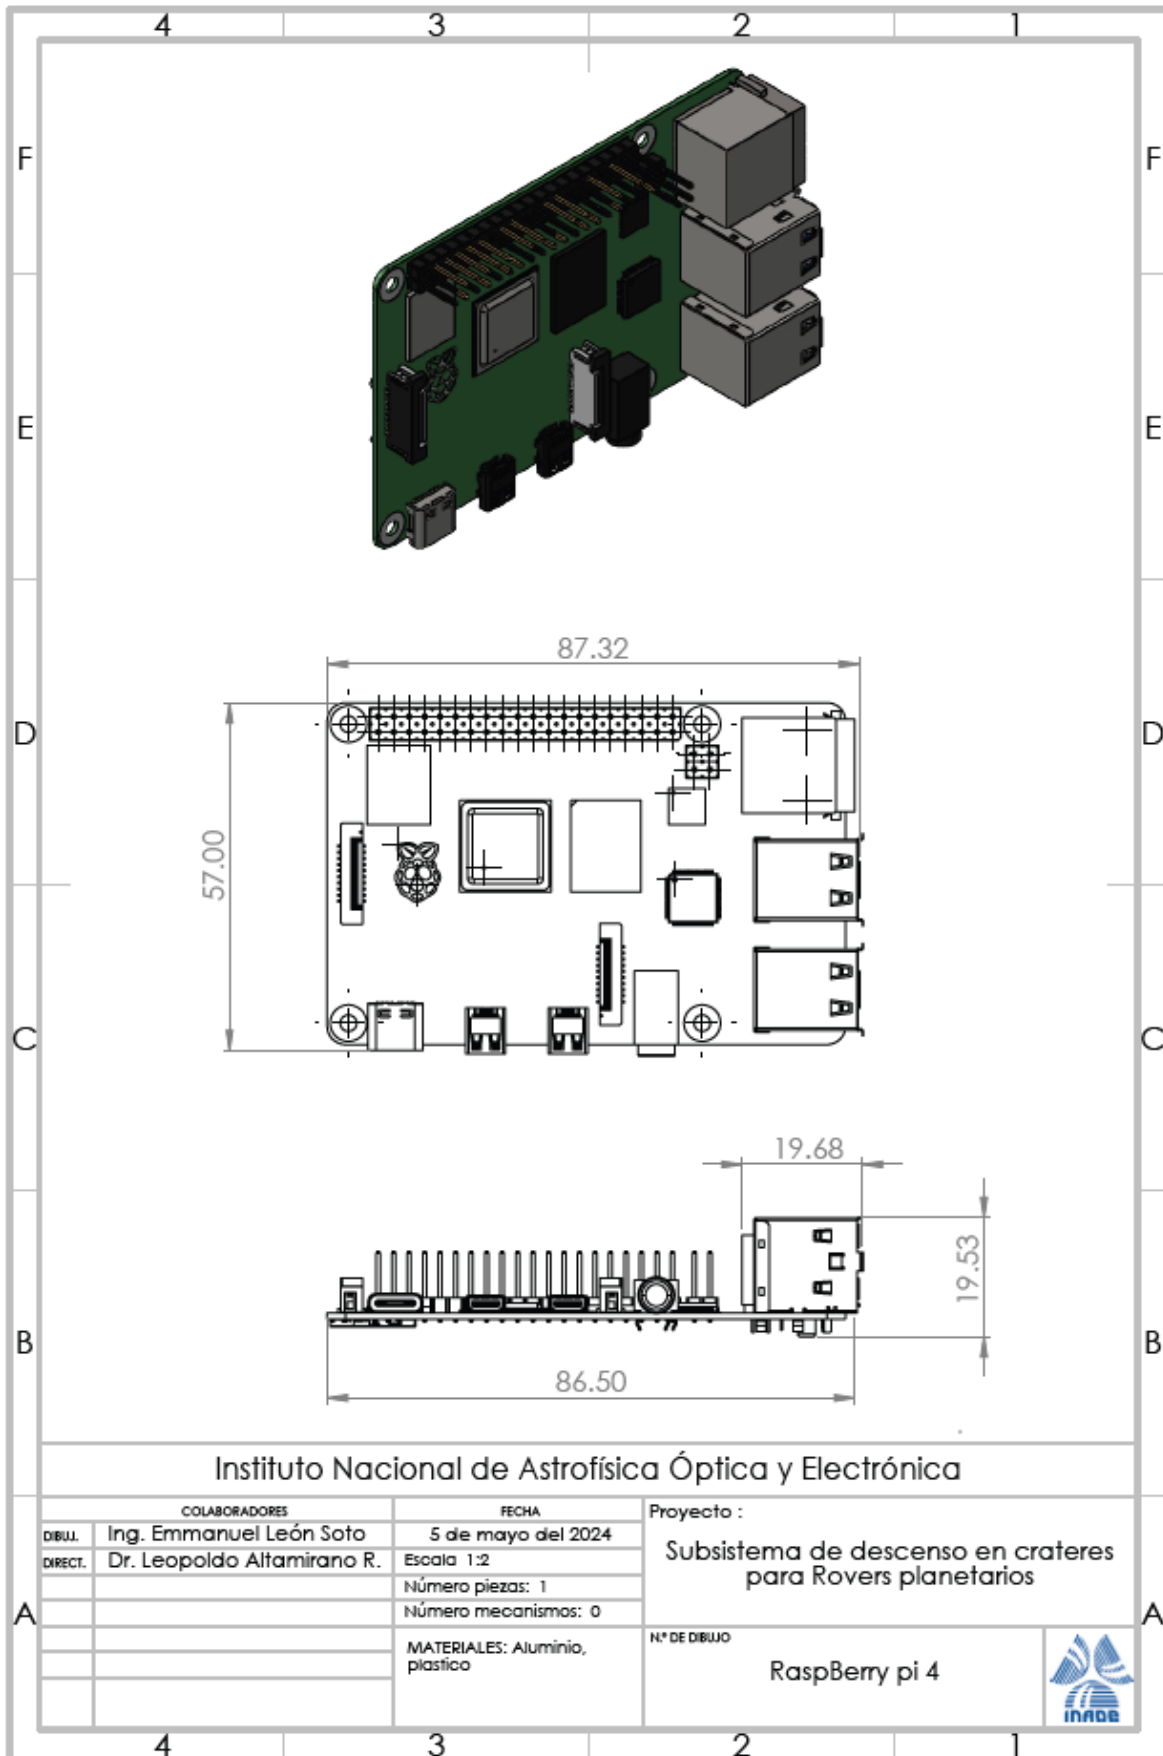 4 3 2 1
F F
E E
87.32
D D
57.00
C C
19.68
19.53
B B
86.50
Instituto Nacional de Astrofísica Óptica y Electrónica
COLABORADORES FECHA Proyecto :
DIBUJ. Ing. Emmanuel León Soto 5 de mayo del 2024
Subsistema de descenso en crateres
DIRECT. Dr. Leopoldo Altamirano R. Escala 1:2
para Rovers planetarios
Número piezas: 1
A Número mecanismos: 0 A
N.º DE DIBUJO
MATERIALES: Aluminio,
plastico
RaspBerry pi 4
INAOE
4 3 2 1